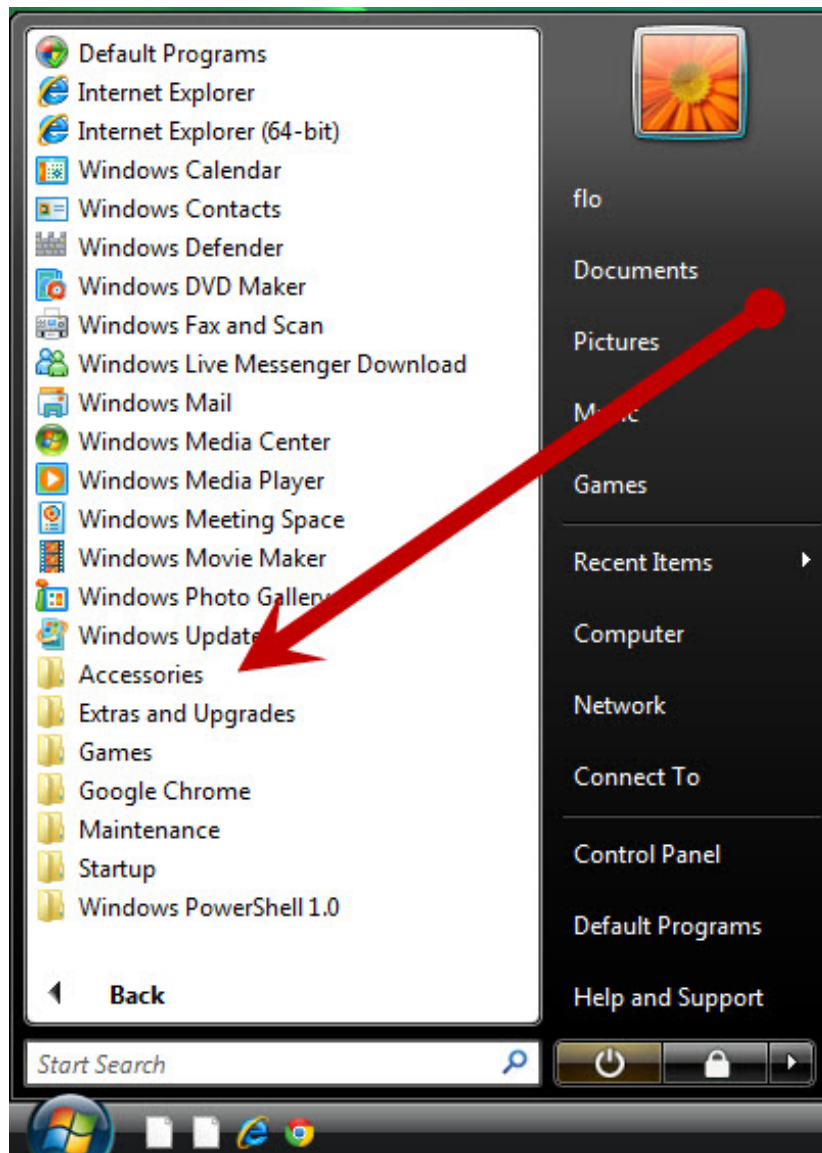 Default Programs
Internet Explorer
Internet Explorer (64-bit)
Windows Calendar
Windows Contacts
Windows Defender
Windows DVD Maker
Windows Fax and Scan
Windows Live Messenger Download
Windows Mail
Windows Media Center
Windows Media Player
Windows Meeting Space
Windows Movie Maker
Windows Photo Gallery
Windows Update
Accessories
Extras and Upgrades
Games
Google Chrome
Maintenance
Startup
Windows PowerShell 1.0
Back
Start Search
flo
Documents
Pictures
Music
Games
Recent Items
Computer
Network
Connect To
Control Panel
Default Programs
Help and Support